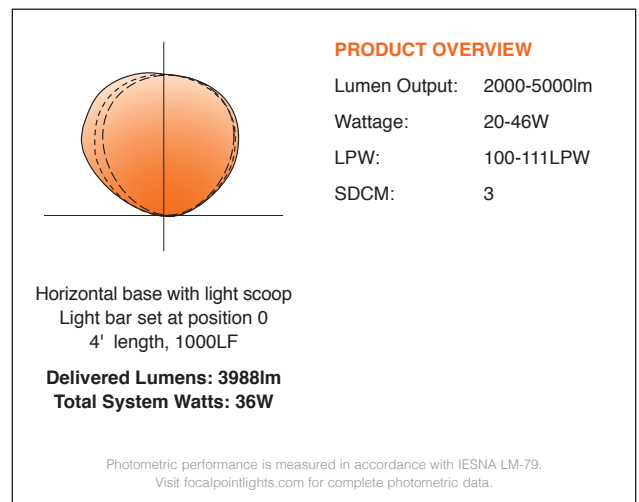 PRODUCT OVERVIEW
Lumen Output: 2000-5000lm
Wattage: 20-46W
LPW: 100-111LPW
SDCM: 3
Horizontal base with light scoop
Light bar set at position 0
4' length, 1000LF
Delivered Lumens: 3988lm
Total System Watts: 36W
Photometric performance is measured in accordance with IESNA LM-79.
Visit focalpointlights.com for complete photometric data.